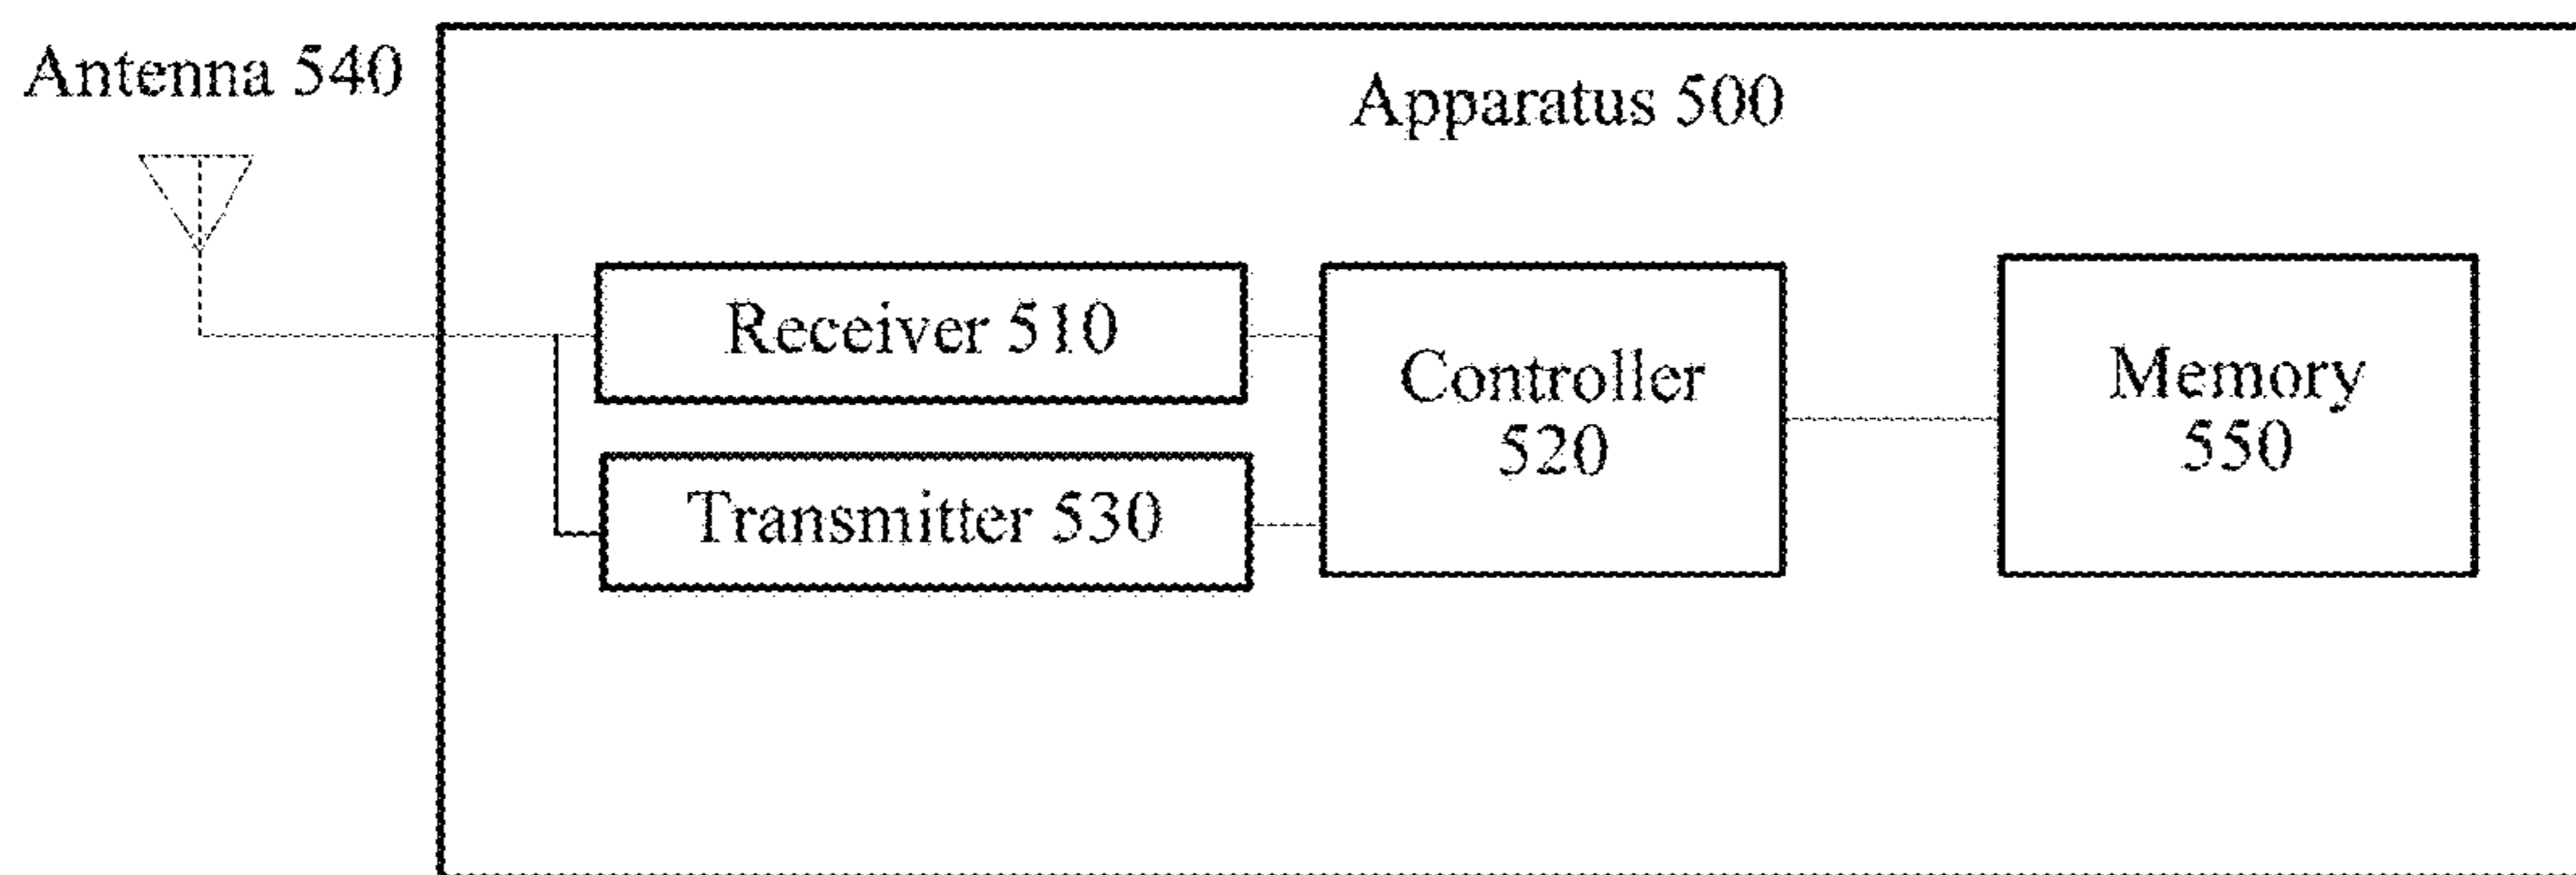 Antenna 540
Apparatus 500
Receiver 510
Controller
520
Memory
550
Transmitter 530